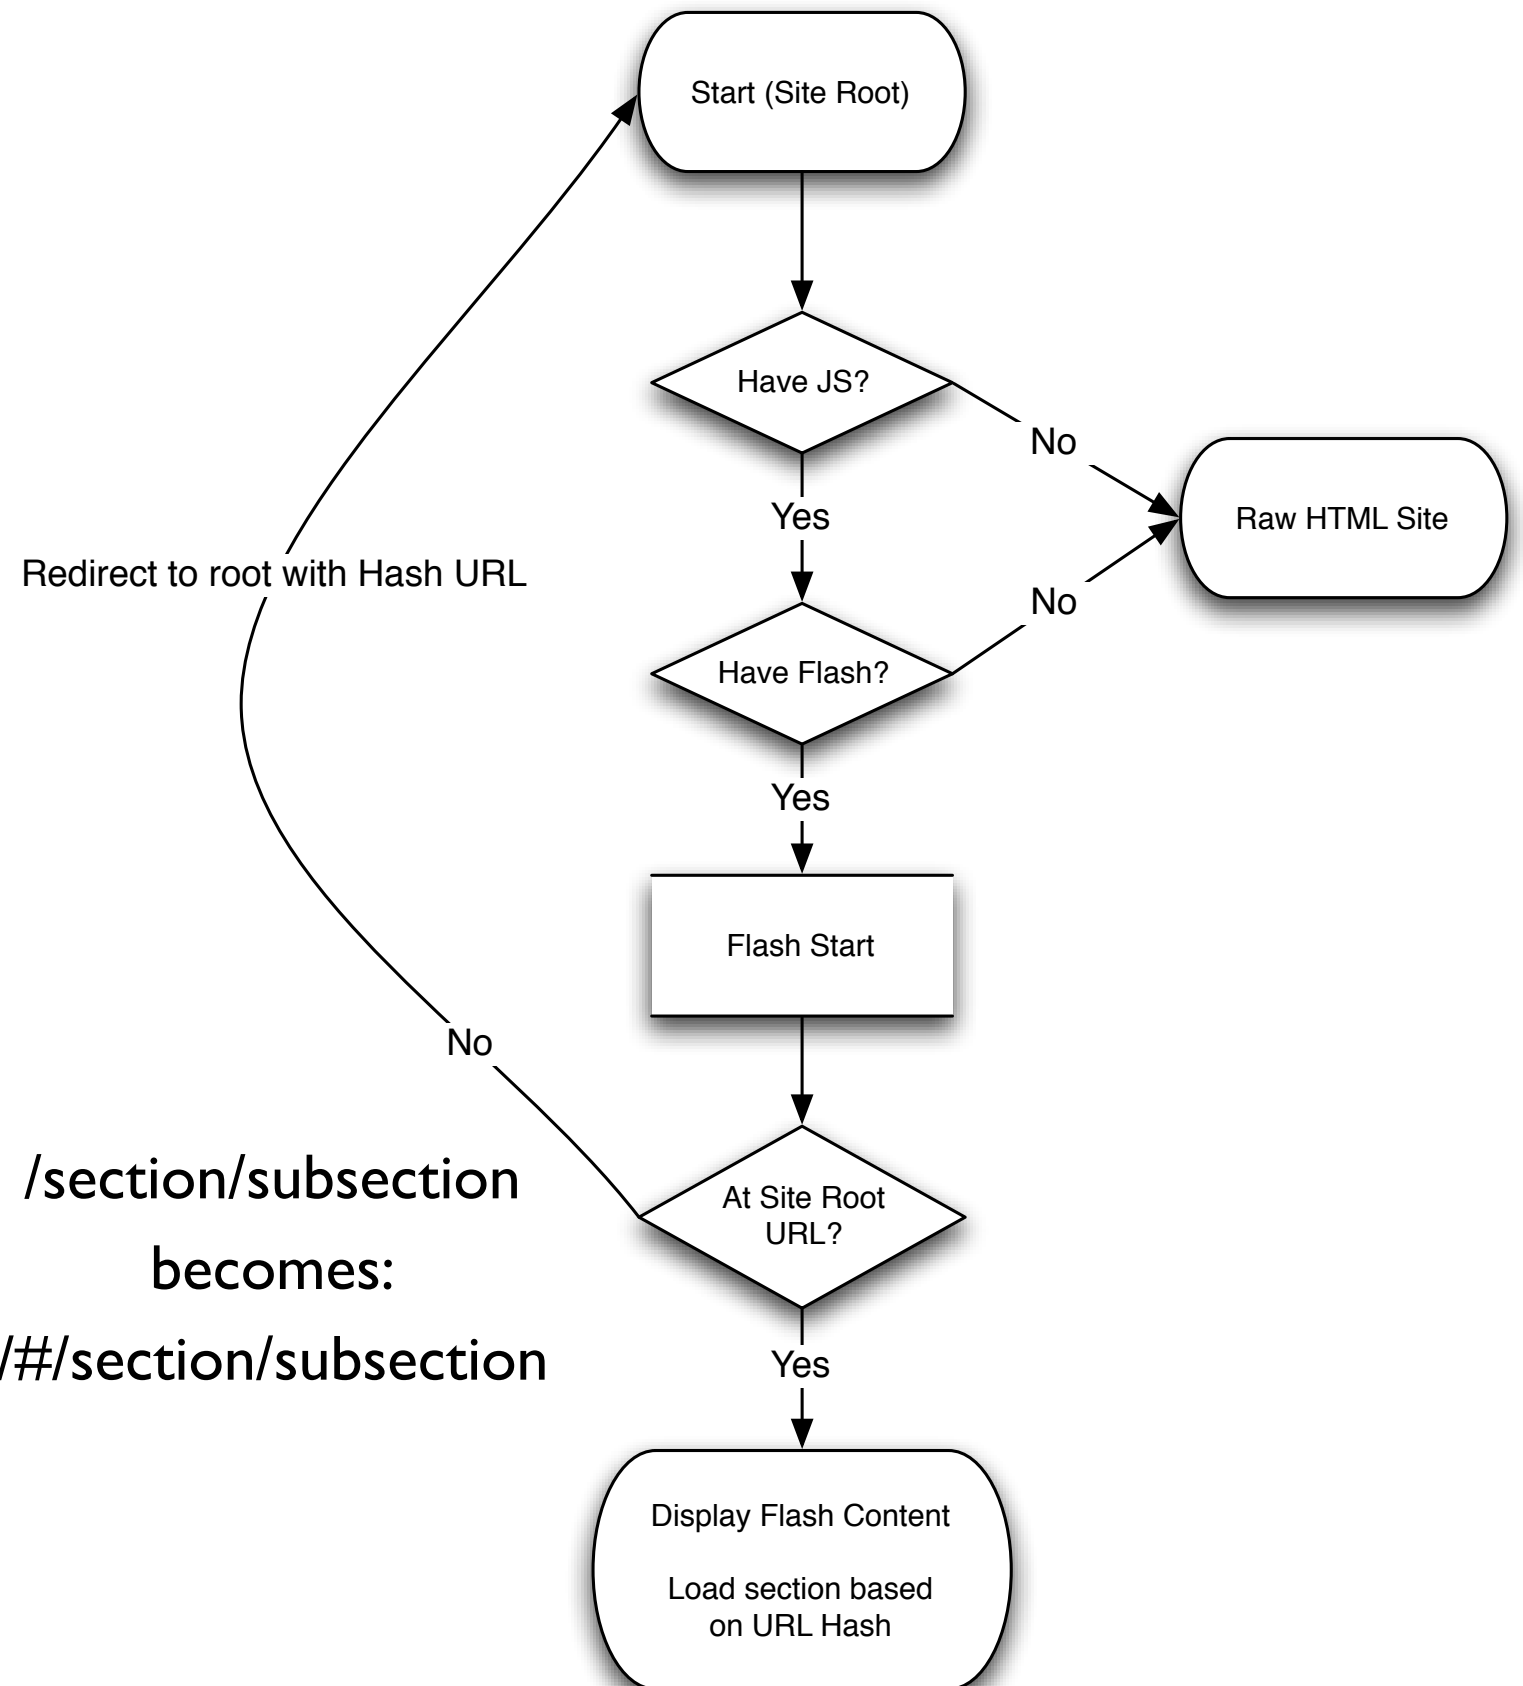 Start (Site Root)
Have JS?
No
Yes
Raw HTML Site
Redirect to root with Hash URL
No
Have Flash?
Yes
Flash Start
No
/section/subsection
becomes:
/#/section/subsection
At Site Root
URL?
Yes
Display Flash Content
Load section based
on URL Hash